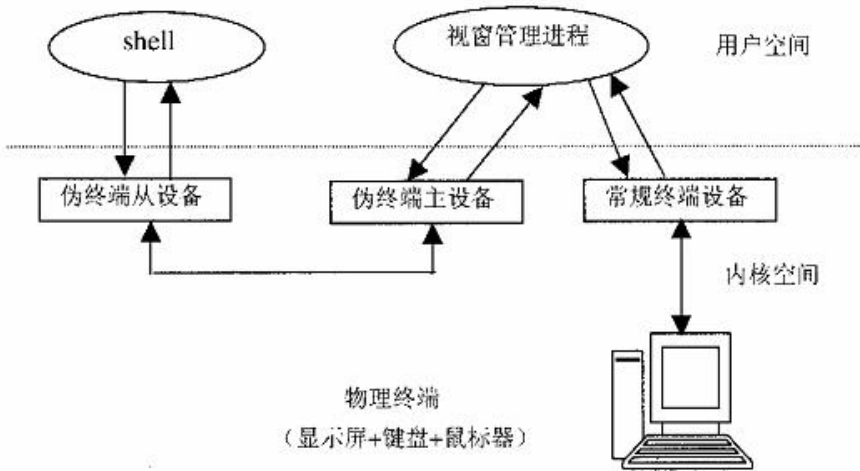 shell
视窗管理进程
用户空间
伪终端从设备
伪终端主设备
常规终端设备
内核空间
物理终端
（显示屏+键盘+鼠标器）